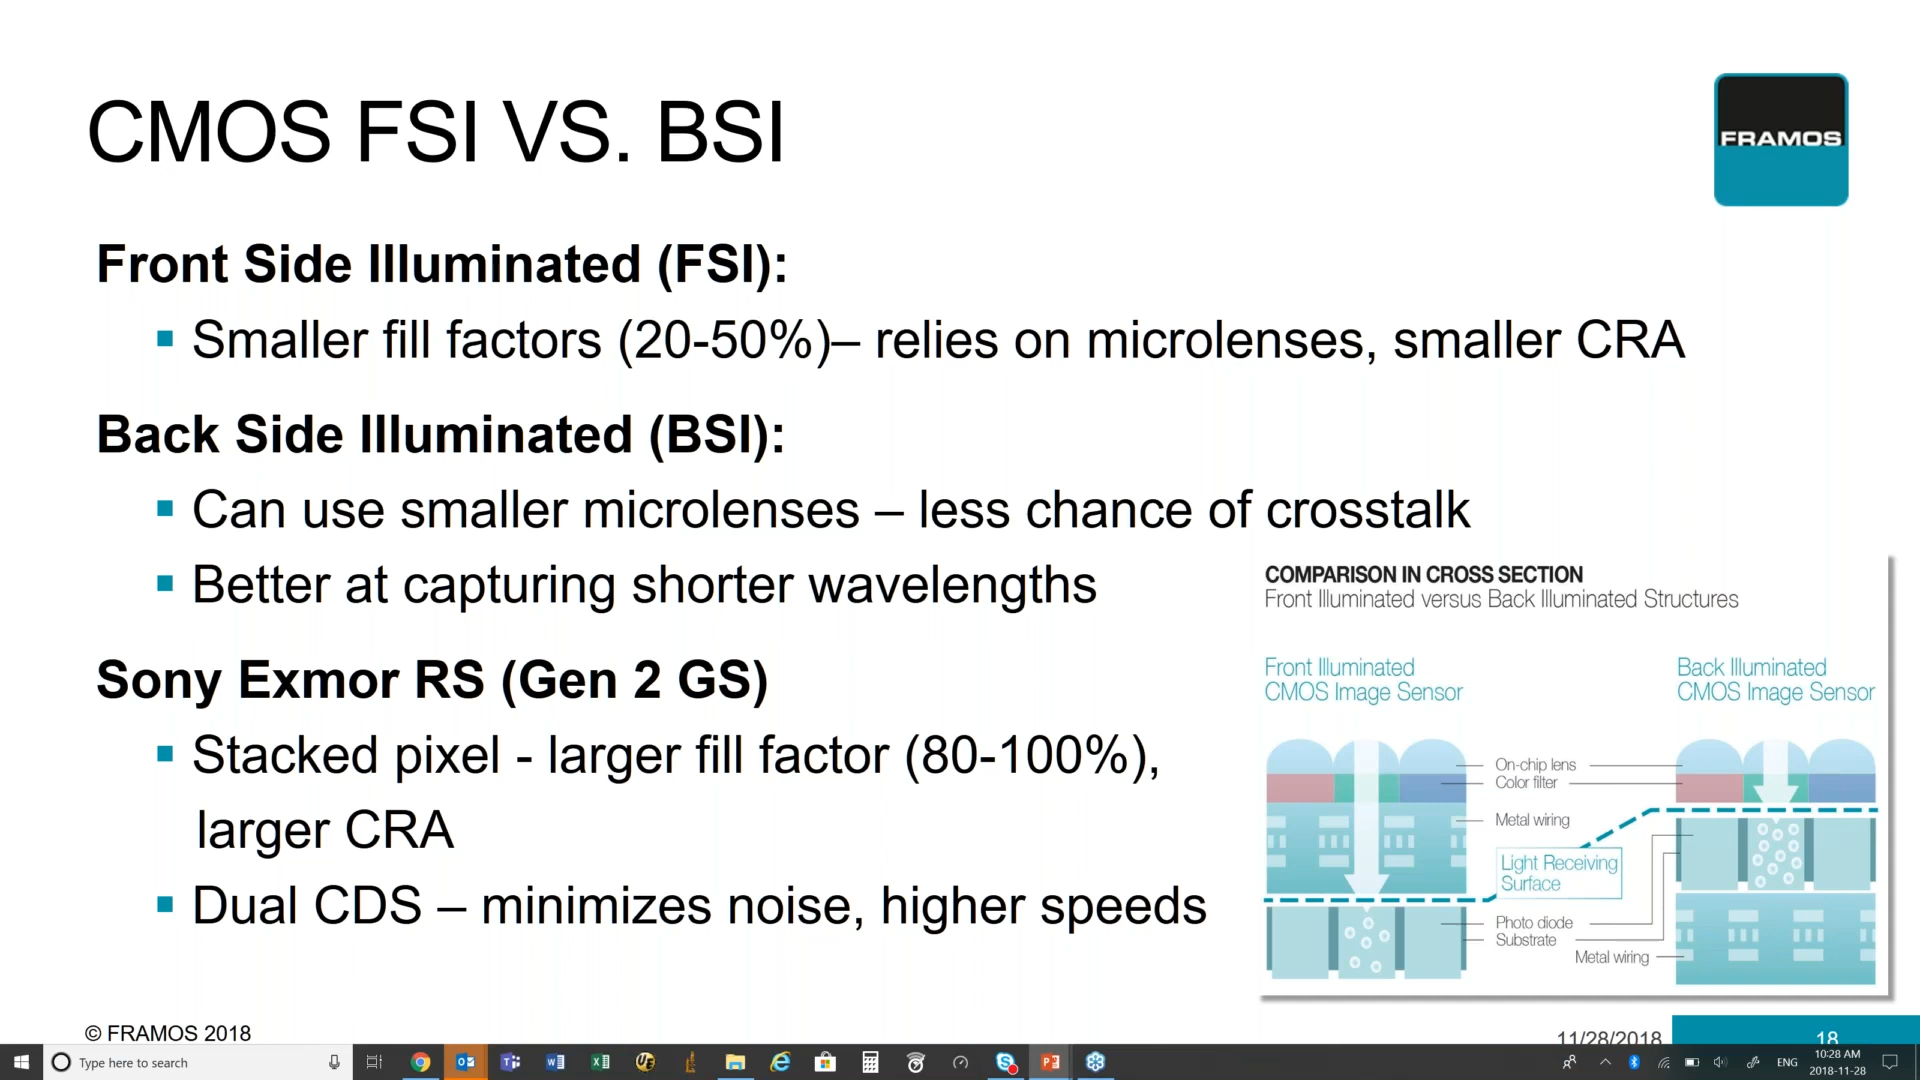 CMOS FSI VS. BSI
FRAMOS
Front Side Illuminated (FSI):
Smaller fill factors (20-50%)– relies on microlenses, smaller CRA
Back Side Illuminated (BSI):
Can use smaller microlenses – less chance of crosstalk
Better at capturing shorter wavelengths
Sony Exmor RS (Gen 2 GS)
Stacked pixel - larger fill factor (80-100%),
larger CRA
Dual CDS – minimizes noise, higher speeds
COMPARISON IN CROSS SECTION
Front Illuminated versus Back Illuminated Structures
Front Illuminated
CMOS Image Sensor
Back Illuminated
CMOS Image Sensor
On-chip lens
Color filter
Metal wiring
Light Receiving
Surface
Photo diode
Substrate
Metal wiring
© FRAMOS 2018
11/28/2018
18
Type here to search
ENG
10:28 AM
2018-11-28